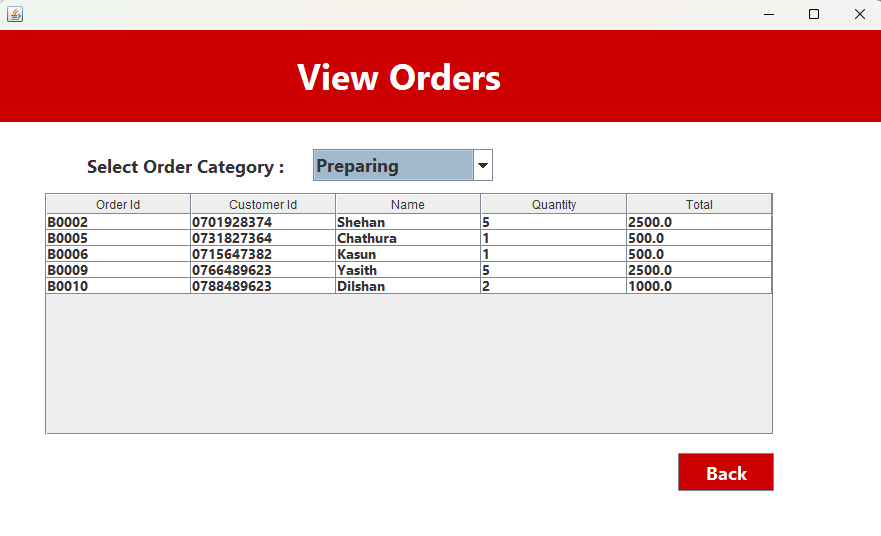 View Orders
Select Order Category : Preparing
Order Id Customer Id Name Quantity Total
B0002 0701928374 Shehan 5 2500.0
B0005 0731827364 Chathura 1 500.0
B0006 0715647382 Kasun 1 500.0
B0009 0766489623 Yasith 5 2500.0
B0010 0788489623 Dilshan 2 1000.0
Back